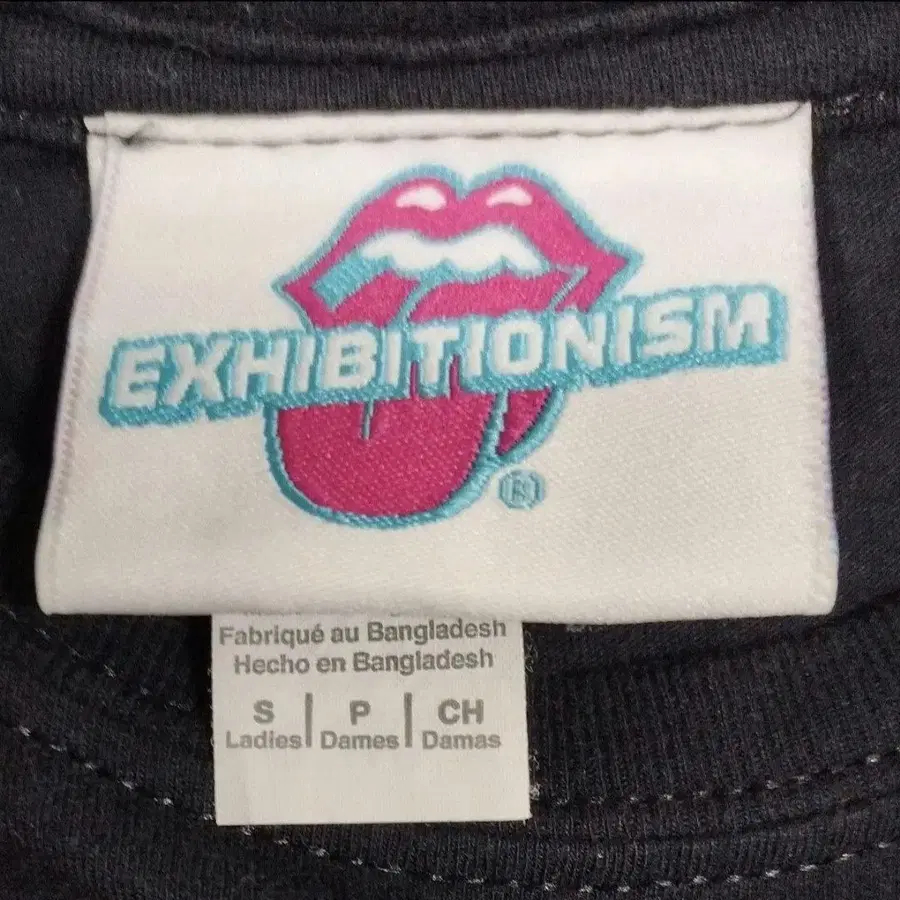 EXHIBITIONISM
®
Fabriqué au Bangladesh
Hecho en Bangladesh
S | P | CH
Ladies | Dames | Damas